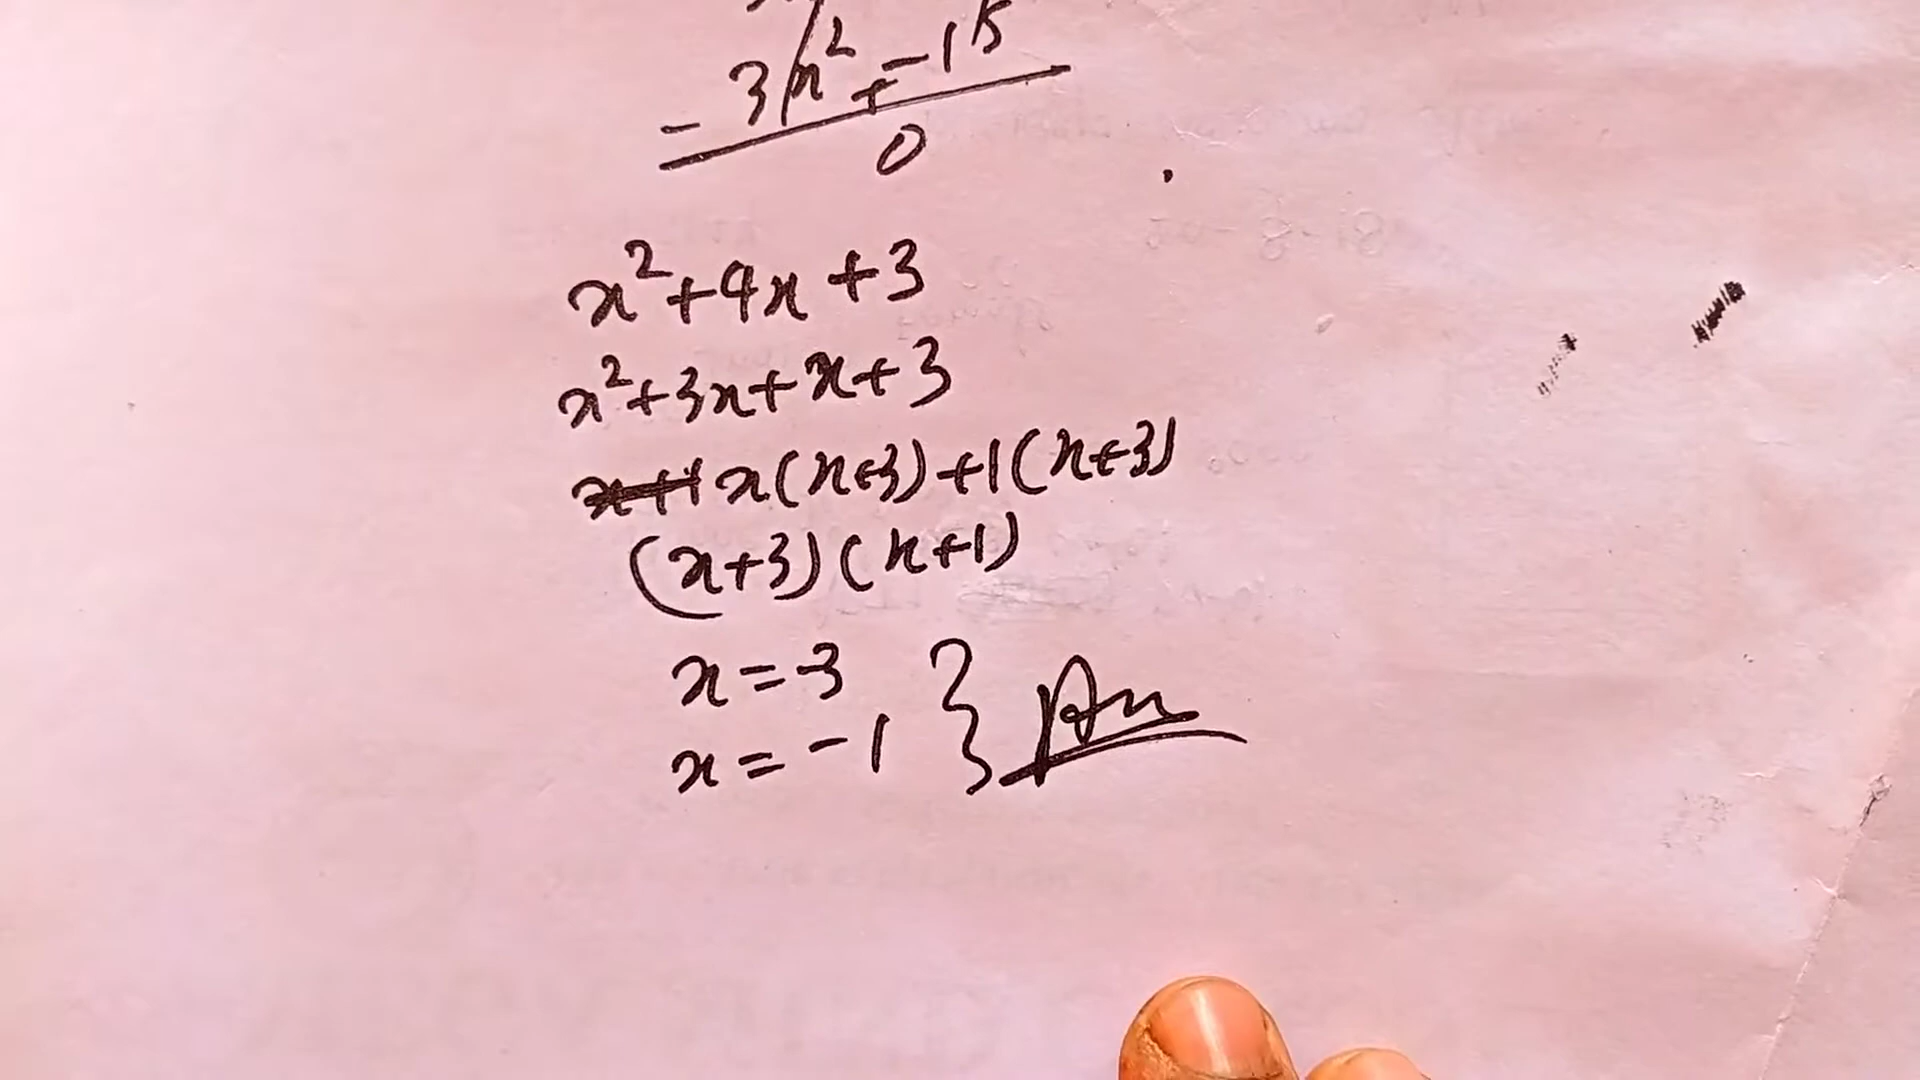 - 3x² + - 15
0
x² + 4x + 3
x² + 3x + x + 3
x(x+3) + 1(x+3)
(x+3)(x+1)
x = -3
x = -1 } Ans